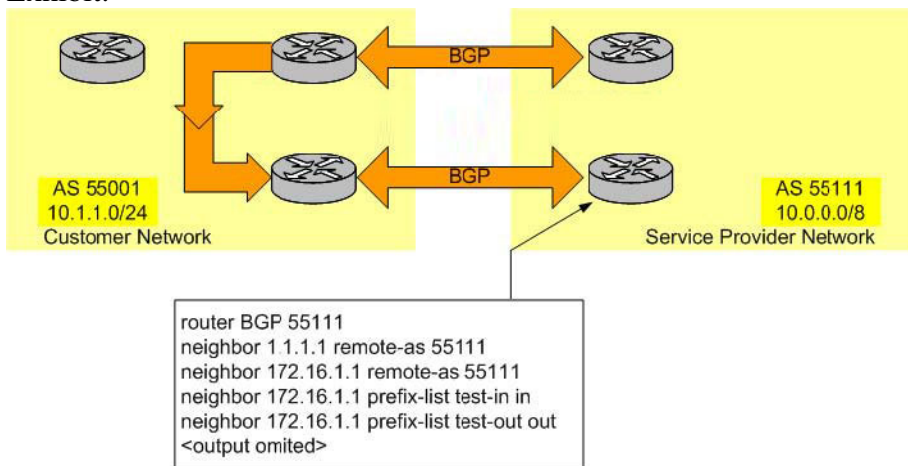 Exhibit:
BGP
BGP
AS 55001
10.1.1.0/24
Customer Network
AS 55111
10.0.0.0/8
Service Provider Network
router BGP 55111
neighbor 1.1.1.1 remote-as 55111
neighbor 172.16.1.1 remote-as 55111
neighbor 172.16.1.1 prefix-list test-in in
neighbor 172.16.1.1 prefix-list test-out out
<output omited>